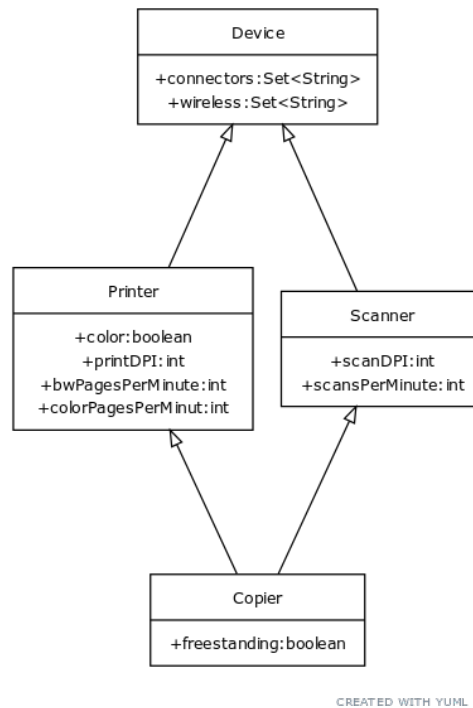 Device
+connectors:Set<String>
+wireless:Set<String>
Printer
+color:boolean
+printDPI:int
+bwPagesPerMinute:int
+colorPagesPerMinut:int
Scanner
+scanDPI:int
+scansPerMinute:int
Copier
+freestanding:boolean
CREATED WITH YUML